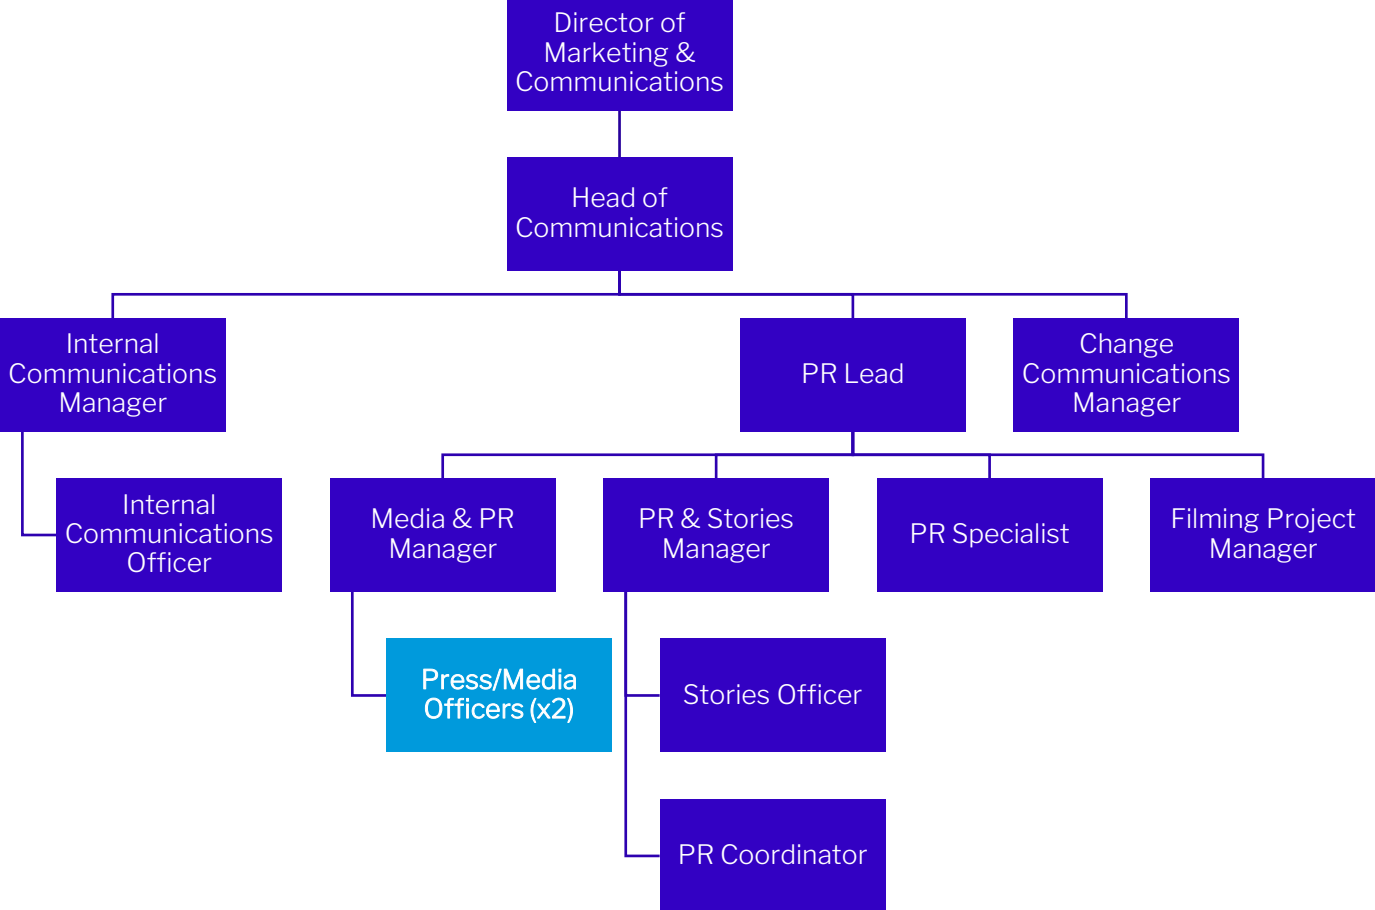 Director of
Marketing &
Communications
Head of
Communications
Internal
Communications
Manager
PR Lead
Change
Communications
Manager
Internal
Communications
Officer
Media & PR
Manager
PR & Stories
Manager
PR Specialist
Filming Project
Manager
Press/Media
Officers (x2)
Stories Officer
PR Coordinator